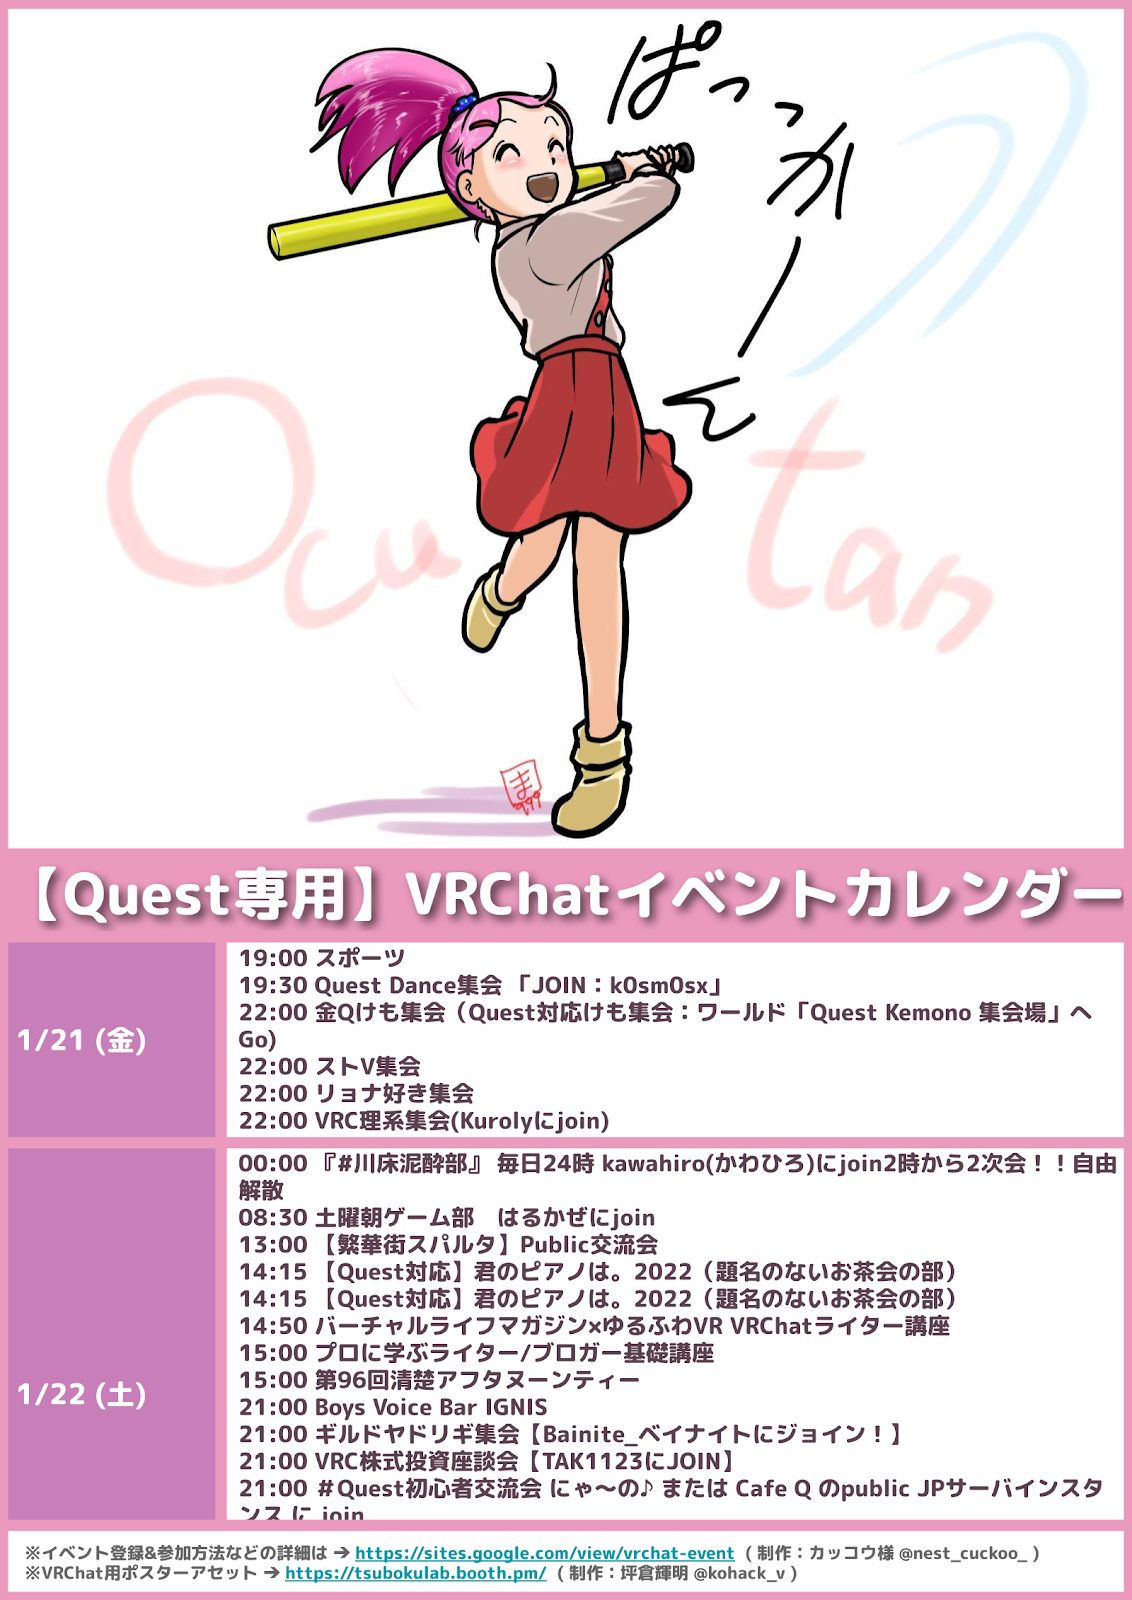 ぱっっかーん
Ocu tan
ま
999
【Quest専用】VRChatイベントカレンダー
1/21 (金)
19:00 スポーツ
19:30 Quest Dance集会 「JOIN：k0sm0sx」
22:00 金Qけも集会（Quest対応けも集会：ワールド「Quest Kemono 集会場」へ
Go)
22:00 ストV集会
22:00 リョナ好き集会
22:00 VRC理系集会(Kurolyにjoin)
1/22 (土)
00:00 『#川床泥酔部』 毎日24時 kawahiro(かわひろ)にjoin2時から2次会！！自由
解散
08:30 土曜朝ゲーム部　はるかぜにjoin
13:00 【繁華街スパルタ】Public交流会
14:15 【Quest対応】君のピアノは。2022（題名のないお茶会の部）
14:15 【Quest対応】君のピアノは。2022（題名のないお茶会の部）
14:50 バーチャルライフマガジン×ゆるふわVR VRChatライター講座
15:00 プロに学ぶライター/ブロガー基礎講座
15:00 第96回清楚アフタヌーンティー
21:00 Boys Voice Bar IGNIS
21:00 ギルドヤドリギ集会【Bainite_ベイナイトにジョイン！】
21:00 VRC株式投資座談会【TAK1123にJOIN】
21:00 ＃Quest初心者交流会 にゃ〜の♪ または Cafe Q のpublic JPサーバインスタ
ンス に join
※イベント登録&参加方法などの詳細は ➔ https://sites.google.com/view/vrchat-event （ 制作：カッコウ様 @nest_cuckoo_ ）
※VRChat用ポスターアセット ➔ https://tsubokulab.booth.pm/ （ 制作：坪倉輝明 @kohack_v ）